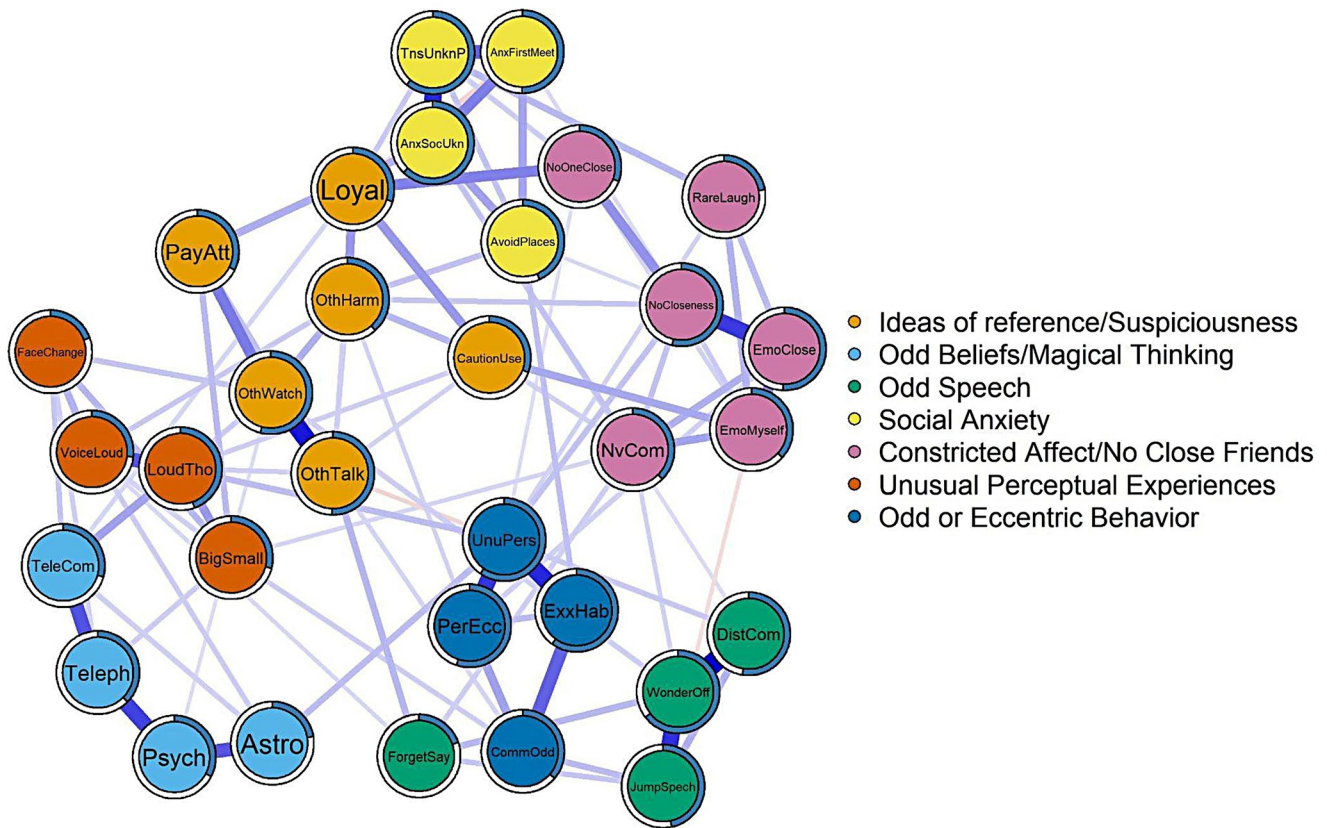 TnsUnknP
AnxFirstMeet
AnxSocUkn
NoOneClose
Loyal
RareLaugh
PayAtt
AvoidPlaces
OthHarm
NoCloseness
FaceChange
CautionUse
EmoClose
OthWatch
EmoMyself
VoiceLoud
LoudTho
OthTalk
NvCom
UnuPers
TeleCom
BigSmall
PerEcc
ExxHab
DistCom
Teleph
WonderOff
Psych
Astro
ForgetSay
CommOdd
JumpSpech
Ideas of reference/Suspiciousness
Odd Beliefs/Magical Thinking
Odd Speech
Social Anxiety
Constricted Affect/No Close Friends
Unusual Perceptual Experiences
Odd or Eccentric Behavior